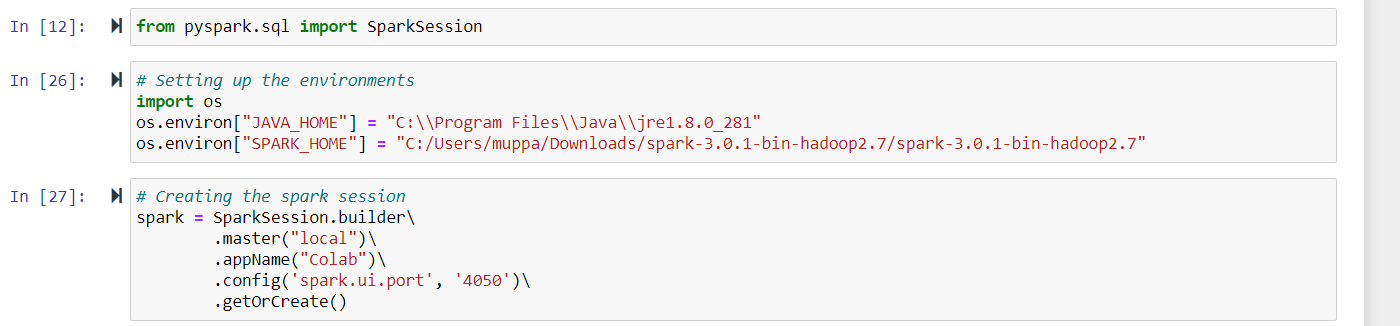 In [12]: from pyspark.sql import SparkSession
In [26]: # Setting up the environments
import os
os.environ["JAVA_HOME"] = "C:\\Program Files\\Java\\jre1.8.0_281"
os.environ["SPARK_HOME"] = "C:/Users/muppa/Downloads/spark-3.0.1-bin-hadoop2.7/spark-3.0.1-bin-hadoop2.7"
In [27]: # Creating the spark session
spark = SparkSession.builder\
        .master("local")\
        .appName("Colab")\
        .config('spark.ui.port', '4050')\
        .getOrCreate()